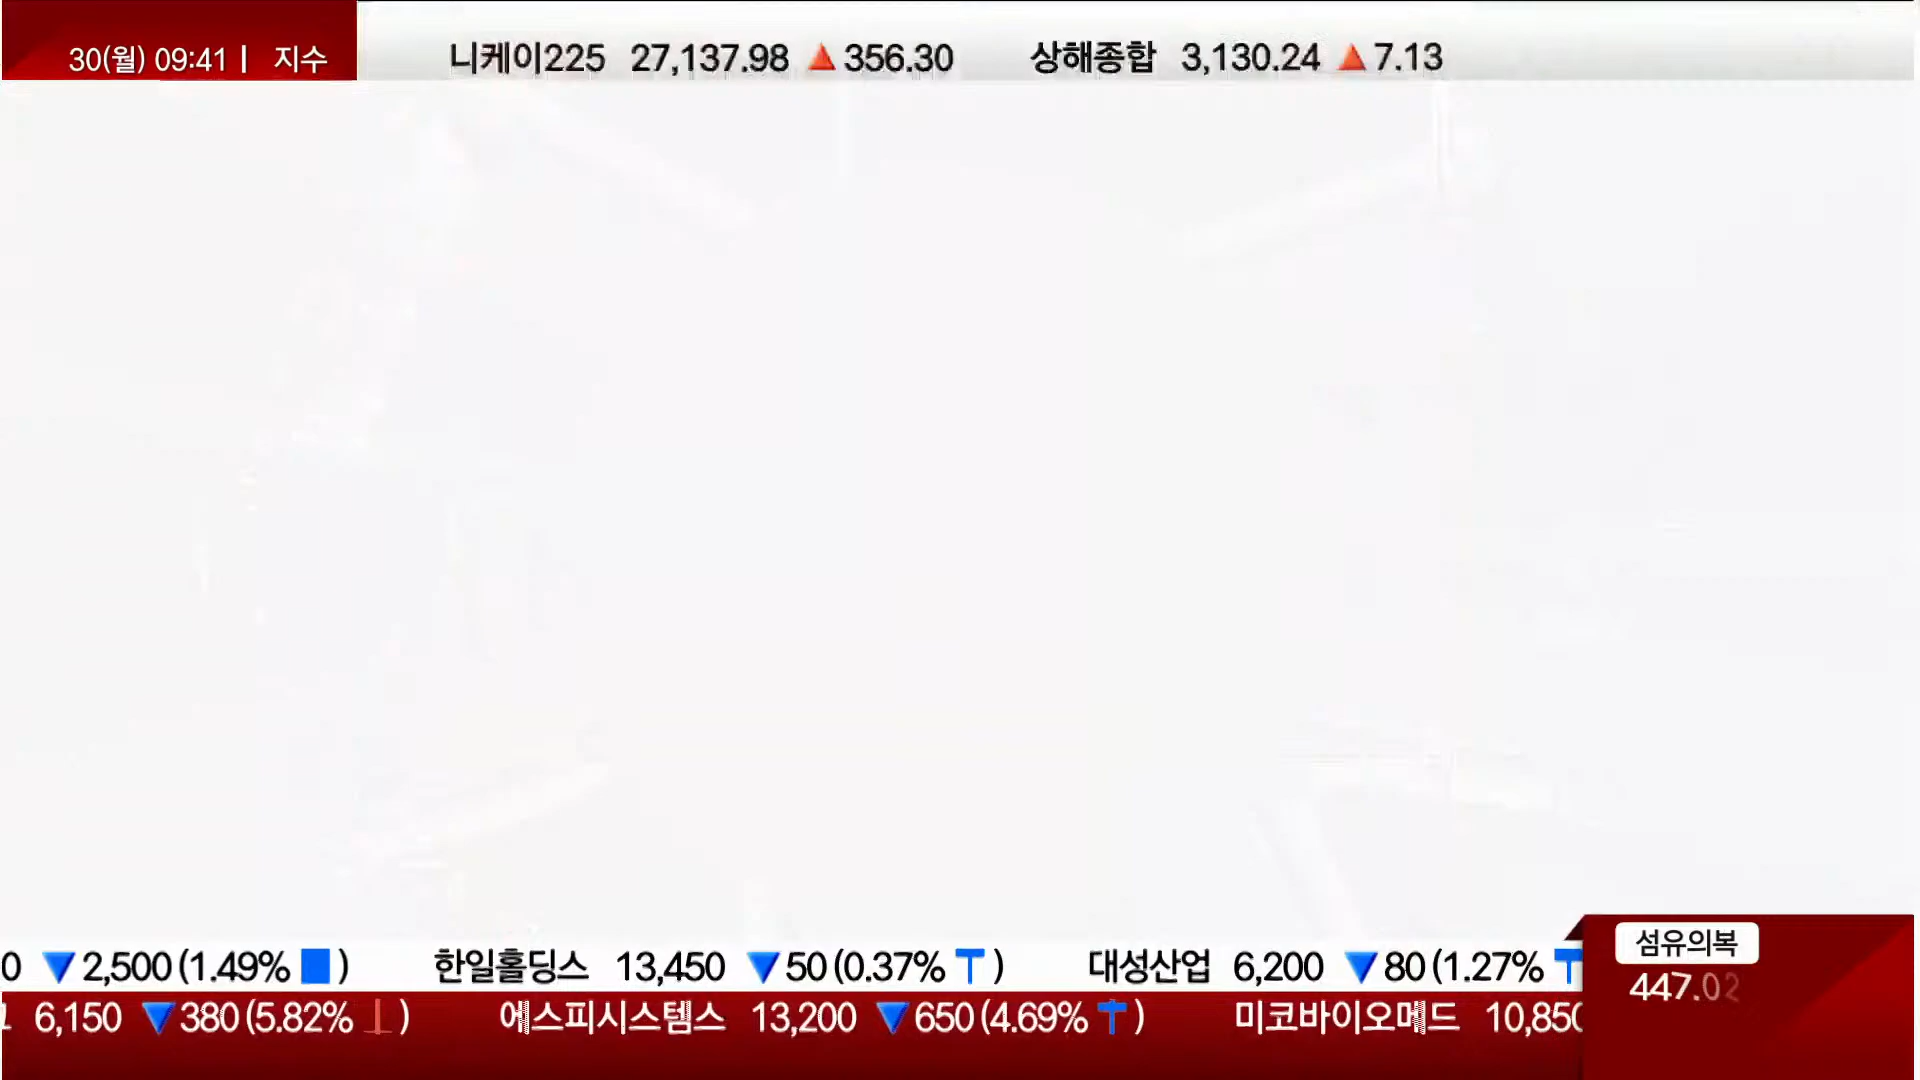 30(월) 09:41 | 지수
니케이225 27,137.98 ▲ 356.30 상해종합 3,130.24 ▲ 7.13
0 ▼ 2,500 (1.49% ■ ) 한일홀딩스 13,450 ▼ 50 (0.37% ) 대성산업 6,200 ▼ 80 (1.27%
섬유의복
447.02
6,150 ▼ 380 (5.82% ) 에스피시스템스 13,200 ▼ 650 (4.69% ) 미코바이오메드 10,850